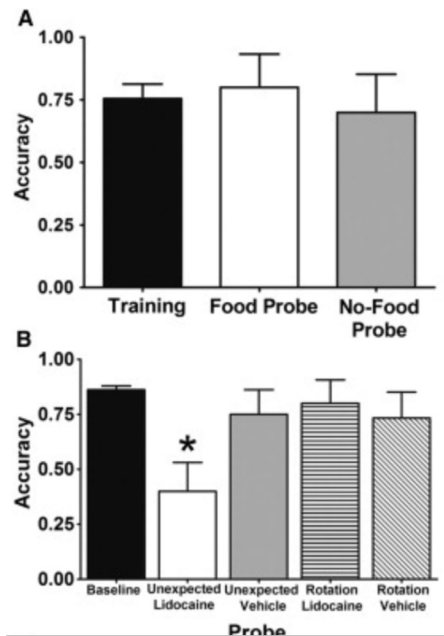 A
1.00
0.75
0.50
0.25
0.00
Accuracy
Training Food Probe No-Food
Probe
B
1.00
0.75
0.50
0.25
0.00
Accuracy
*
Baseline Unexpected Unexpected Rotation Rotation
Lidocaine Vehicle Lidocaine Vehicle
Probe